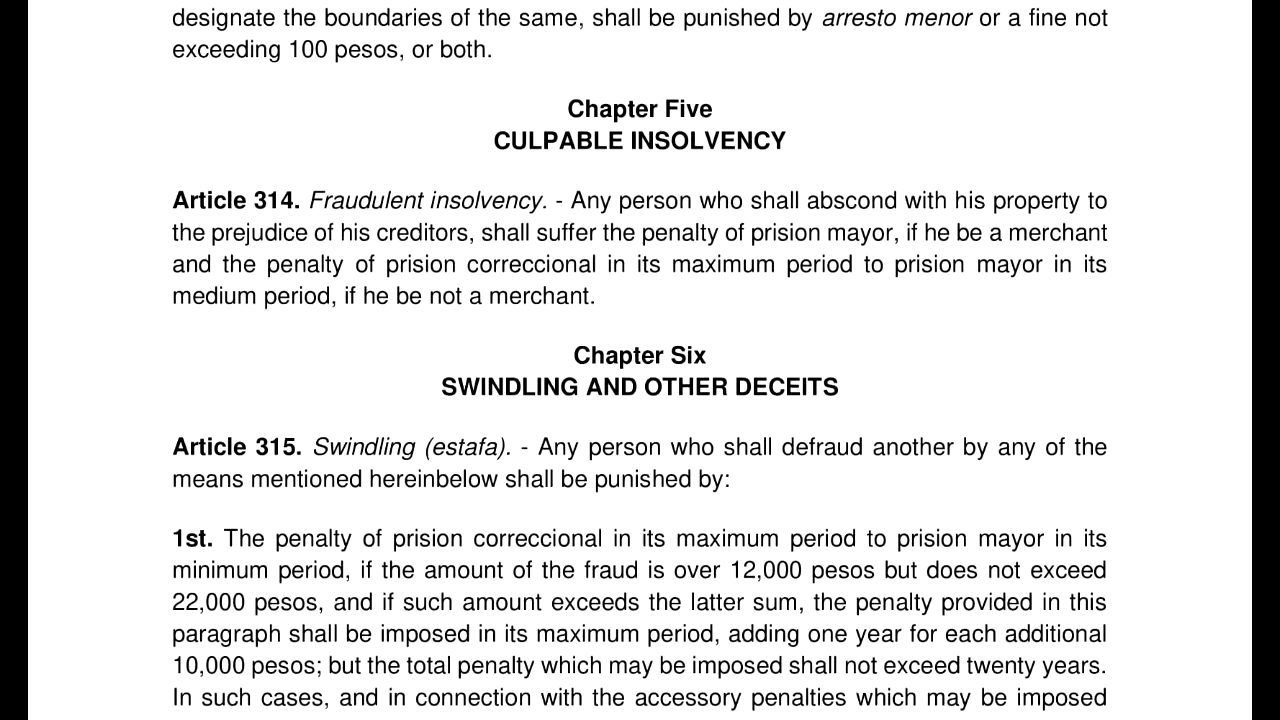 designate the boundaries of the same, shall be punished by arresto menor or a fine not
exceeding 100 pesos, or both.
Chapter Five
CULPABLE INSOLVENCY
Article 314. Fraudulent insolvency. - Any person who shall abscond with his property to
the prejudice of his creditors, shall suffer the penalty of prision mayor, if he be a merchant
and the penalty of prision correccional in its maximum period to prision mayor in its
medium period, if he be not a merchant.
Chapter Six
SWINDLING AND OTHER DECEITS
Article 315. Swindling (estafa). - Any person who shall defraud another by any of the
means mentioned hereinbelow shall be punished by:
1st. The penalty of prision correccional in its maximum period to prision mayor in its
minimum period, if the amount of the fraud is over 12,000 pesos but does not exceed
22,000 pesos, and if such amount exceeds the latter sum, the penalty provided in this
paragraph shall be imposed in its maximum period, adding one year for each additional
10,000 pesos; but the total penalty which may be imposed shall not exceed twenty years.
In such cases, and in connection with the accessory penalties which may be imposed